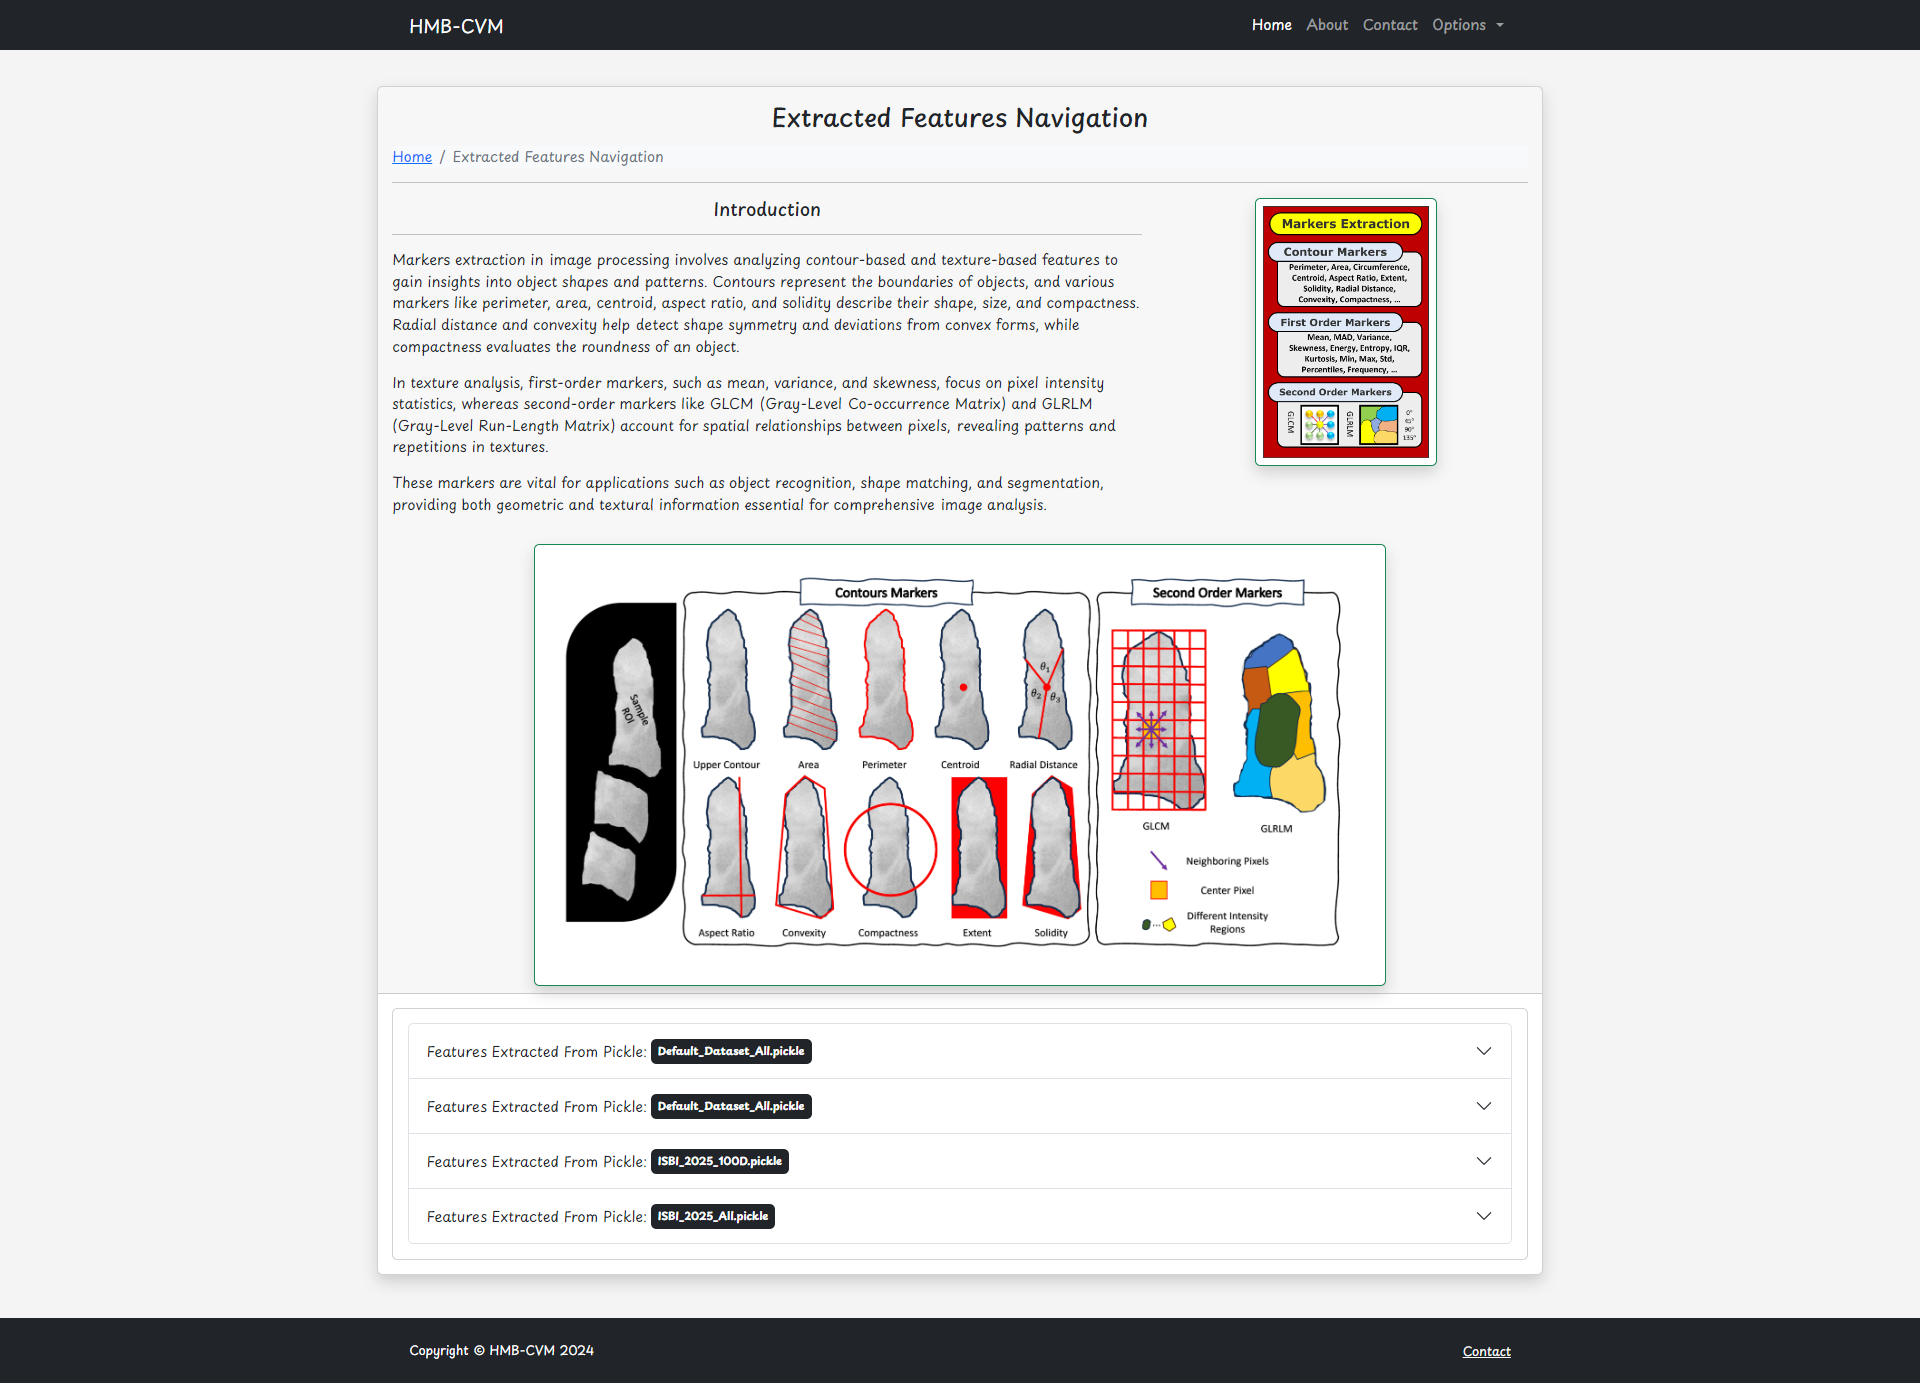 HMB-CVM
Home About Contact Options
Extracted Features Navigation
Home / Extracted Features Navigation
Introduction
Markers extraction in image processing involves analyzing contour-based and texture-based features to
gain insights into object shapes and patterns. Contours represent the boundaries of objects, and various
markers like perimeter, area, centroid, aspect ratio, and solidity describe their shape, size, and compactness.
Radial distance and convexity help detect shape symmetry and deviations from convex forms, while
compactness evaluates the roundness of an object.
In texture analysis, first-order markers, such as mean, variance, and skewness, focus on pixel intensity
statistics, whereas second-order markers like GLCM (Gray-Level Co-occurrence Matrix) and GLRLM
(Gray-Level Run-Length Matrix) account for spatial relationships between pixels, revealing patterns and
repetitions in textures.
These markers are vital for applications such as object recognition, shape matching, and segmentation,
providing both geometric and textural information essential for comprehensive image analysis.
Markers Extraction
Contour Markers
Perimeter, Area, Circumference,
Centroid, Aspect Ratio, Extent,
Solidity, Radial Distance,
Convexity, Compactness, ...
First Order Markers
Mean, MAD, Variance,
Skewness, Energy, Entropy, IQR,
Kurtosis, Min, Max, Std,
Percentiles, Frequency, ...
Second Order Markers
GLCM
GLRLM
0°
45°
90°
135°
Sample
ROI
Contours Markers
θ1
θ2 θ3
Upper Contour Area Perimeter Centroid Radial Distance
Aspect Ratio Convexity Compactness Extent Solidity
Second Order Markers
GLCM GLRLM
Neighboring Pixels
Center Pixel
Different Intensity
Regions
Features Extracted From Pickle: Default_Dataset_All.pickle
Features Extracted From Pickle: Default_Dataset_All.pickle
Features Extracted From Pickle: ISBI_2025_100D.pickle
Features Extracted From Pickle: ISBI_2025_All.pickle
Copyright © HMB-CVM 2024
Contact